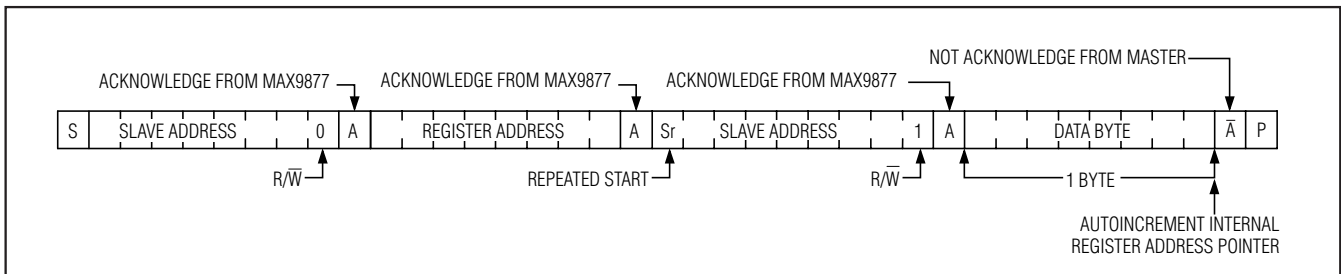 NOT ACKNOWLEDGE FROM MASTER
ACKNOWLEDGE FROM MAX9877 ACKNOWLEDGE FROM MAX9877 ACKNOWLEDGE FROM MAX9877
S SLAVE ADDRESS 0 A REGISTER ADDRESS A Sr SLAVE ADDRESS 1 A DATA BYTE A̅ P
R/W̅ REPEATED START R/W̅ 1 BYTE
AUTOINCREMENT INTERNAL
REGISTER ADDRESS POINTER